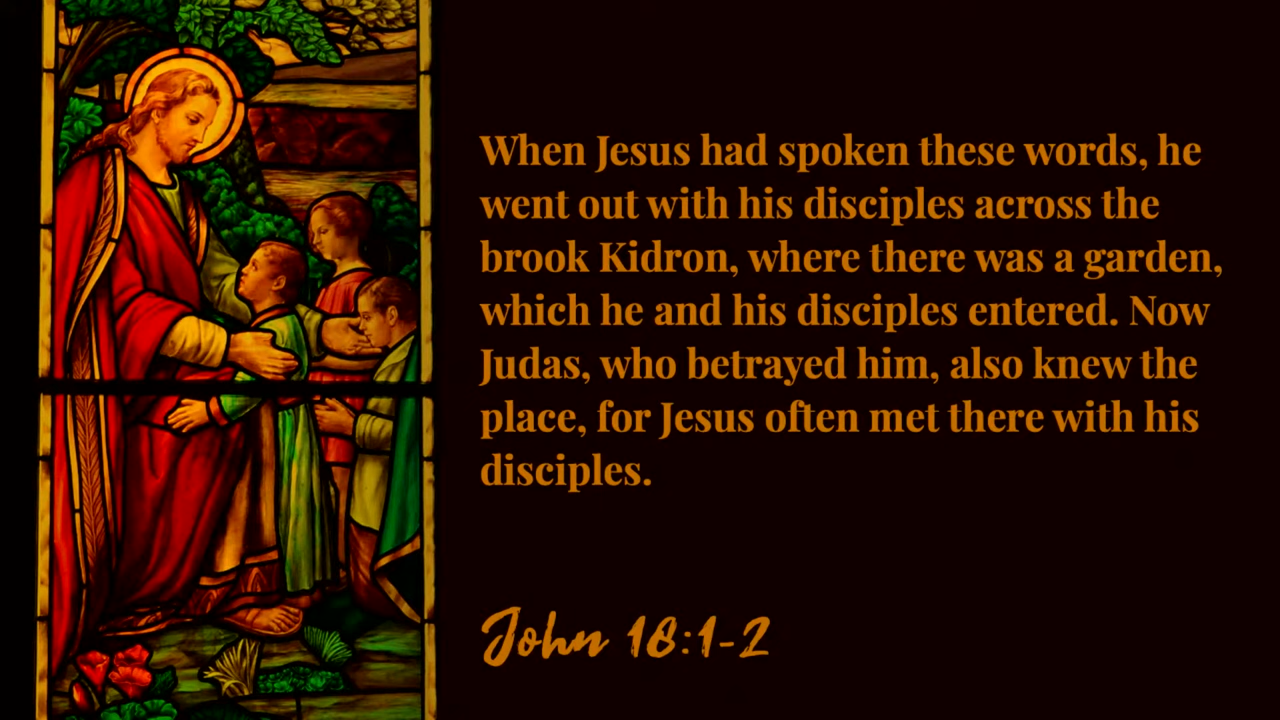 When Jesus had spoken these words, he
went out with his disciples across the
brook Kidron, where there was a garden,
which he and his disciples entered. Now
Judas, who betrayed him, also knew the
place, for Jesus often met there with his
disciples.
John 18:1-2